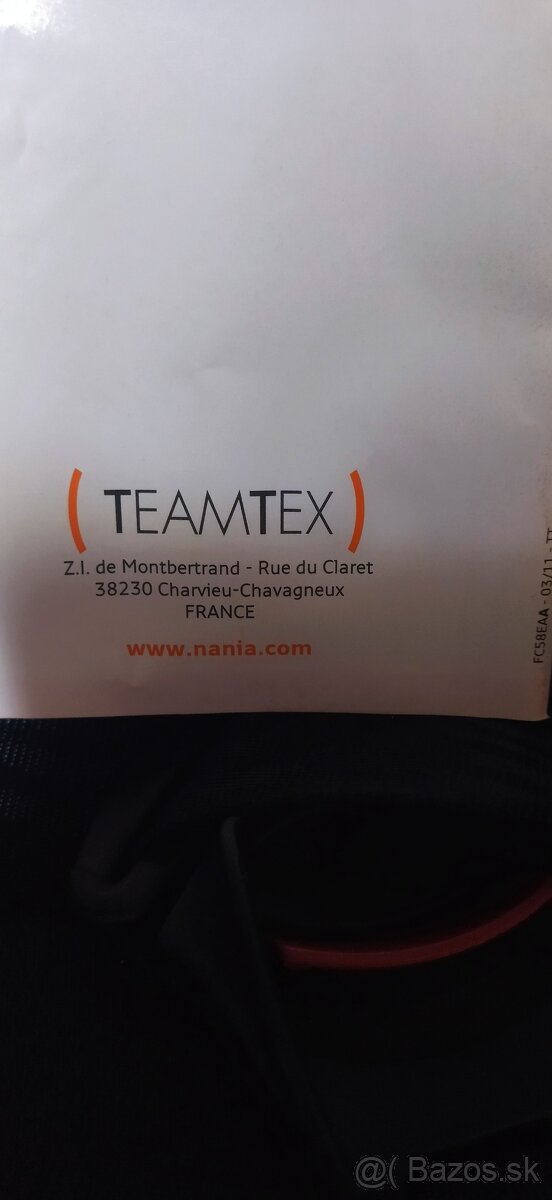 ( TEAMTEX )
Z.I. de Montbertrand - Rue du Claret
38230 Charvieu-Chavagneux
FRANCE
www.nania.com
FC58EAA - 03/11 - TT
@( Bazos.sk